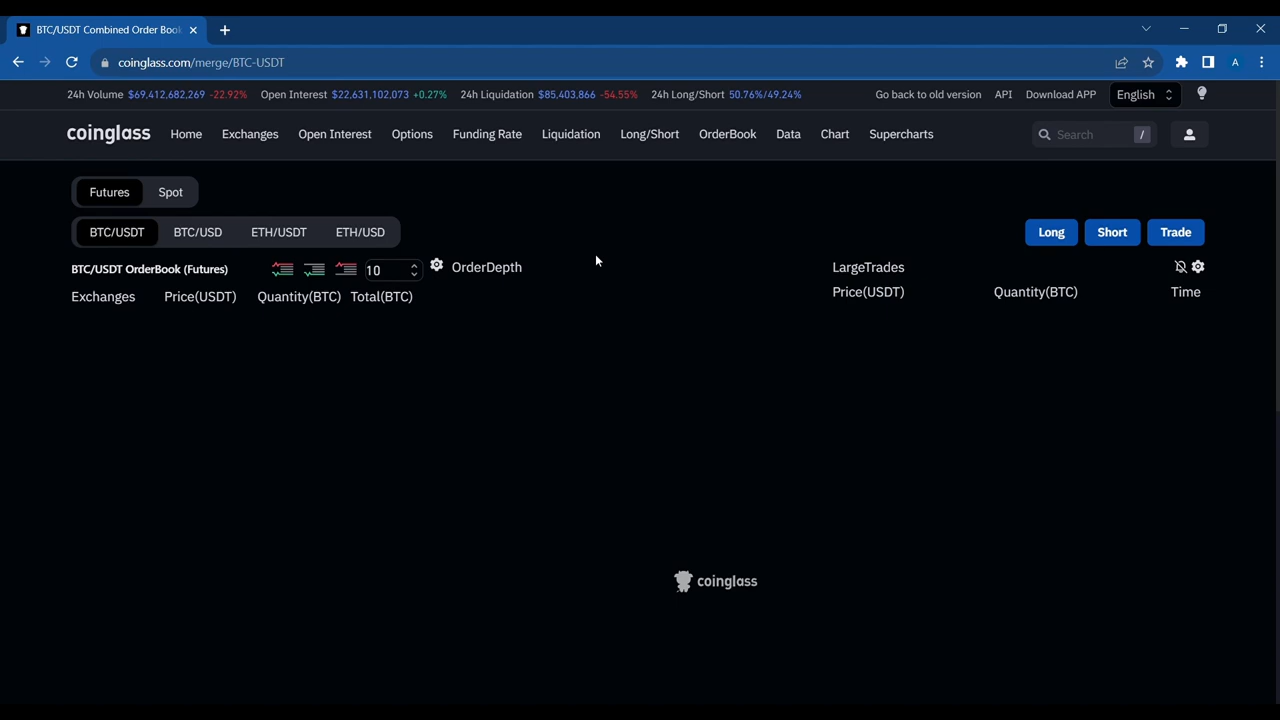 BTC/USDT Combined Order Book
coinglass.com/merge/BTC-USDT
A
24h Volume $69,412,682,269 -22.92% Open Interest $22,631,102,073 +0.27% 24h Liquidation $85,403,866 -54.55% 24h Long/Short 50.76%/49.24% Go back to old version API Download APP English
coinglass Home Exchanges Open Interest Options Funding Rate Liquidation Long/Short OrderBook Data Chart Supercharts Search /
Futures Spot
BTC/USDT BTC/USD ETH/USDT ETH/USD Long Short Trade
BTC/USDT OrderBook (Futures) 10 OrderDepth LargeTrades
Exchanges Price(USDT) Quantity(BTC) Total(BTC) Price(USDT) Quantity(BTC) Time
coinglass